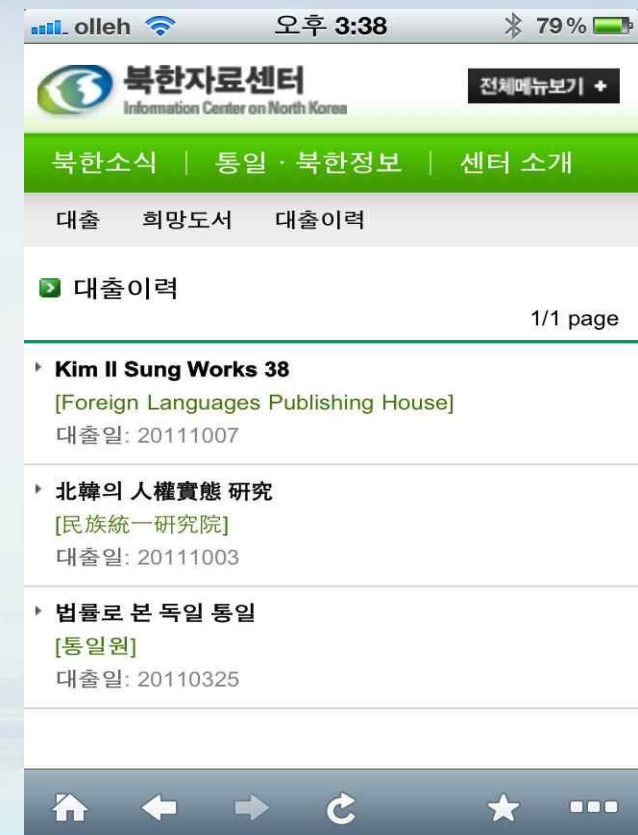 olleh 오후 3:38 79%
북한자료센터
Information Center on North Korea
전체메뉴보기 +
북한소식 | 통일 · 북한정보 | 센터 소개
대출 희망도서 대출이력
대출이력
1/1 page
Kim Il Sung Works 38
[Foreign Languages Publishing House]
대출일: 20111007
北韓의 人權實態 研究
[民族統一研究院]
대출일: 20111003
법률로 본 독일 통일
[통일원]
대출일: 20110325